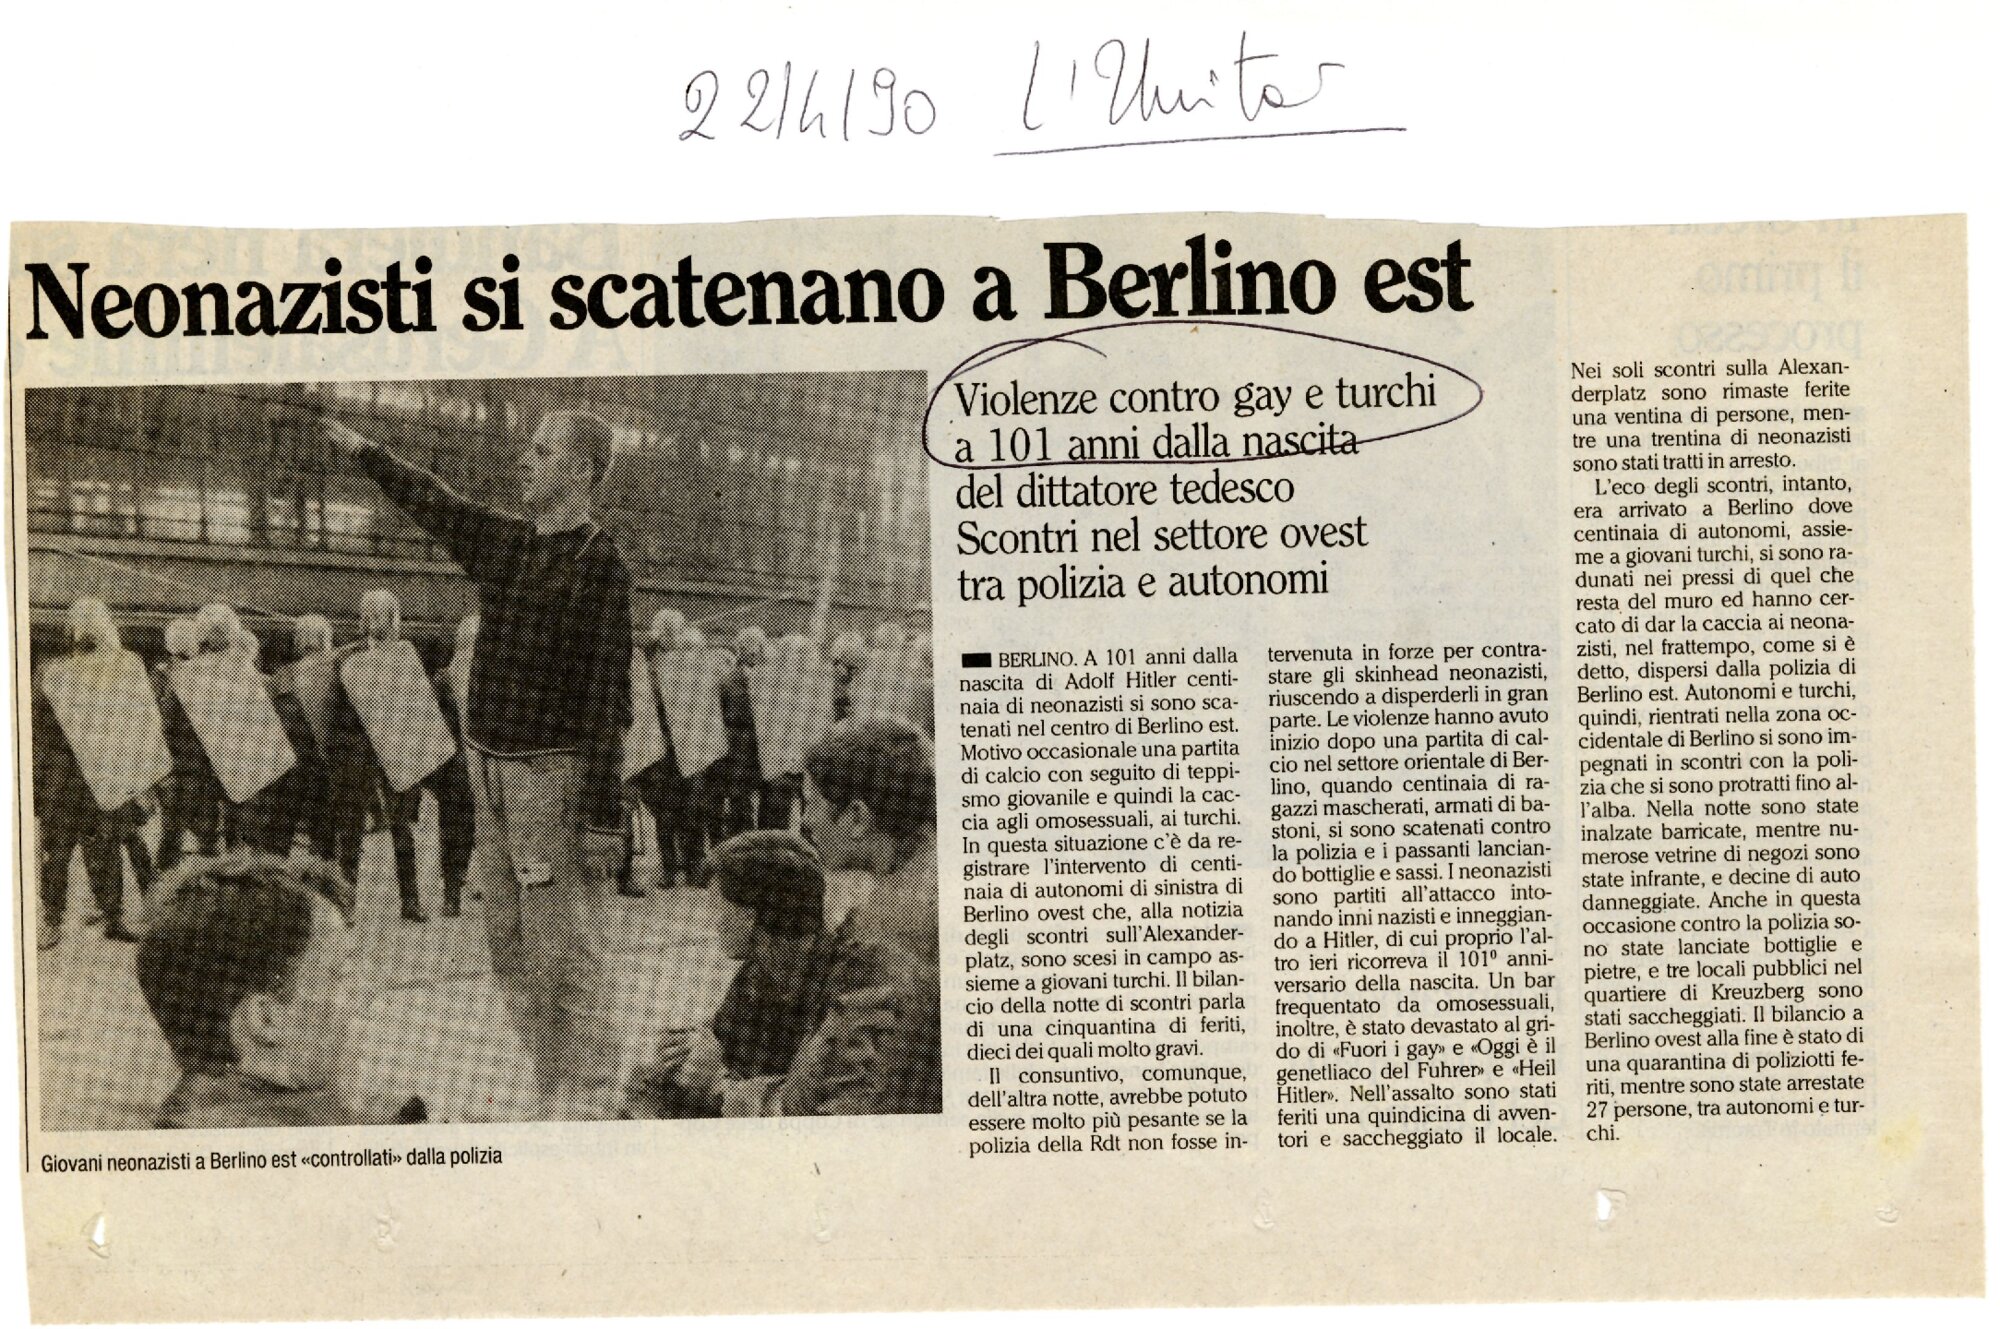 22/4/90 L'Unità
Neonazisti si scatenano a Berlino est
Violenze contro gay e turchi
a 101 anni dalla nascita
del dittatore tedesco
Scontri nel settore ovest
tra polizia e autonomi
BERLINO. A 101 anni dalla
nascita di Adolf Hitler centi-
naia di neonazisti si sono sca-
tenati nel centro di Berlino est.
Motivo occasionale una partita
di calcio con seguito di teppi-
smo giovanile e quindi la cac-
cia agli omosessuali, ai turchi.
In questa situazione c'è da re-
gistrare l'intervento di centi-
naia di autonomi di sinistra di
Berlino ovest che, alla notizia
degli scontri sull'Alexander-
platz, sono scesi in campo as-
sieme a giovani turchi. Il bilan-
cio della notte di scontri parla
di una cinquantina di feriti,
dieci dei quali molto gravi.
Il consuntivo, comunque,
dell'altra notte, avrebbe potuto
essere molto più pesante se la
polizia della Rdt non fosse in-
tervenuta in forze per contra-
stare gli skinhead neonazisti,
riuscendo a disperderli in gran
parte. Le violenze hanno avuto
inizio dopo una partita di cal-
cio nel settore orientale di Ber-
lino, quando centinaia di ra-
gazzi mascherati, armati di ba-
stoni, si sono scatenati contro
la polizia e i passanti lancian-
do bottiglie e sassi. I neonazisti
sono partiti all'attacco into-
nando inni nazisti e inneggian-
do a Hitler, di cui proprio l'al-
tro ieri ricorreva il 101º anni-
versario della nascita. Un bar
frequentato da omosessuali,
inoltre, è stato devastato al gri-
do di «Fuori i gay» e «Oggi è il
genetliaco del Fuhrer» e «Heil
Hitler». Nell'assalto sono stati
feriti una quindicina di avven-
tori e saccheggiato il locale.
Nei soli scontri sulla Alexan-
derplatz sono rimaste ferite
una ventina di persone, men-
tre una trentina di neonazisti
sono stati tratti in arresto.
L'eco degli scontri, intanto,
era arrivato a Berlino dove
centinaia di autonomi, assie-
me a giovani turchi, si sono ra-
dunati nei pressi di quel che
resta del muro ed hanno cer-
cato di dar la caccia ai neona-
zisti, nel frattempo, come si è
detto, dispersi dalla polizia di
Berlino est. Autonomi e turchi,
quindi, rientrati nella zona oc-
cidentale di Berlino si sono im-
pegnati in scontri con la poli-
zia che si sono protratti fino al-
l'alba. Nella notte sono state
inalzate barricate, mentre nu-
merose vetrine di negozi sono
state infrante, e decine di auto
danneggiate. Anche in questa
occasione contro la polizia so-
no state lanciate bottiglie e
pietre, e tre locali pubblici nel
quartiere di Kreuzberg sono
stati saccheggiati. Il bilancio a
Berlino ovest alla fine è stato di
una quarantina di poliziotti fe-
riti, mentre sono state arrestate
27 persone, tra autonomi e tur-
chi.
Giovani neonazisti a Berlino est «controllati» dalla polizia